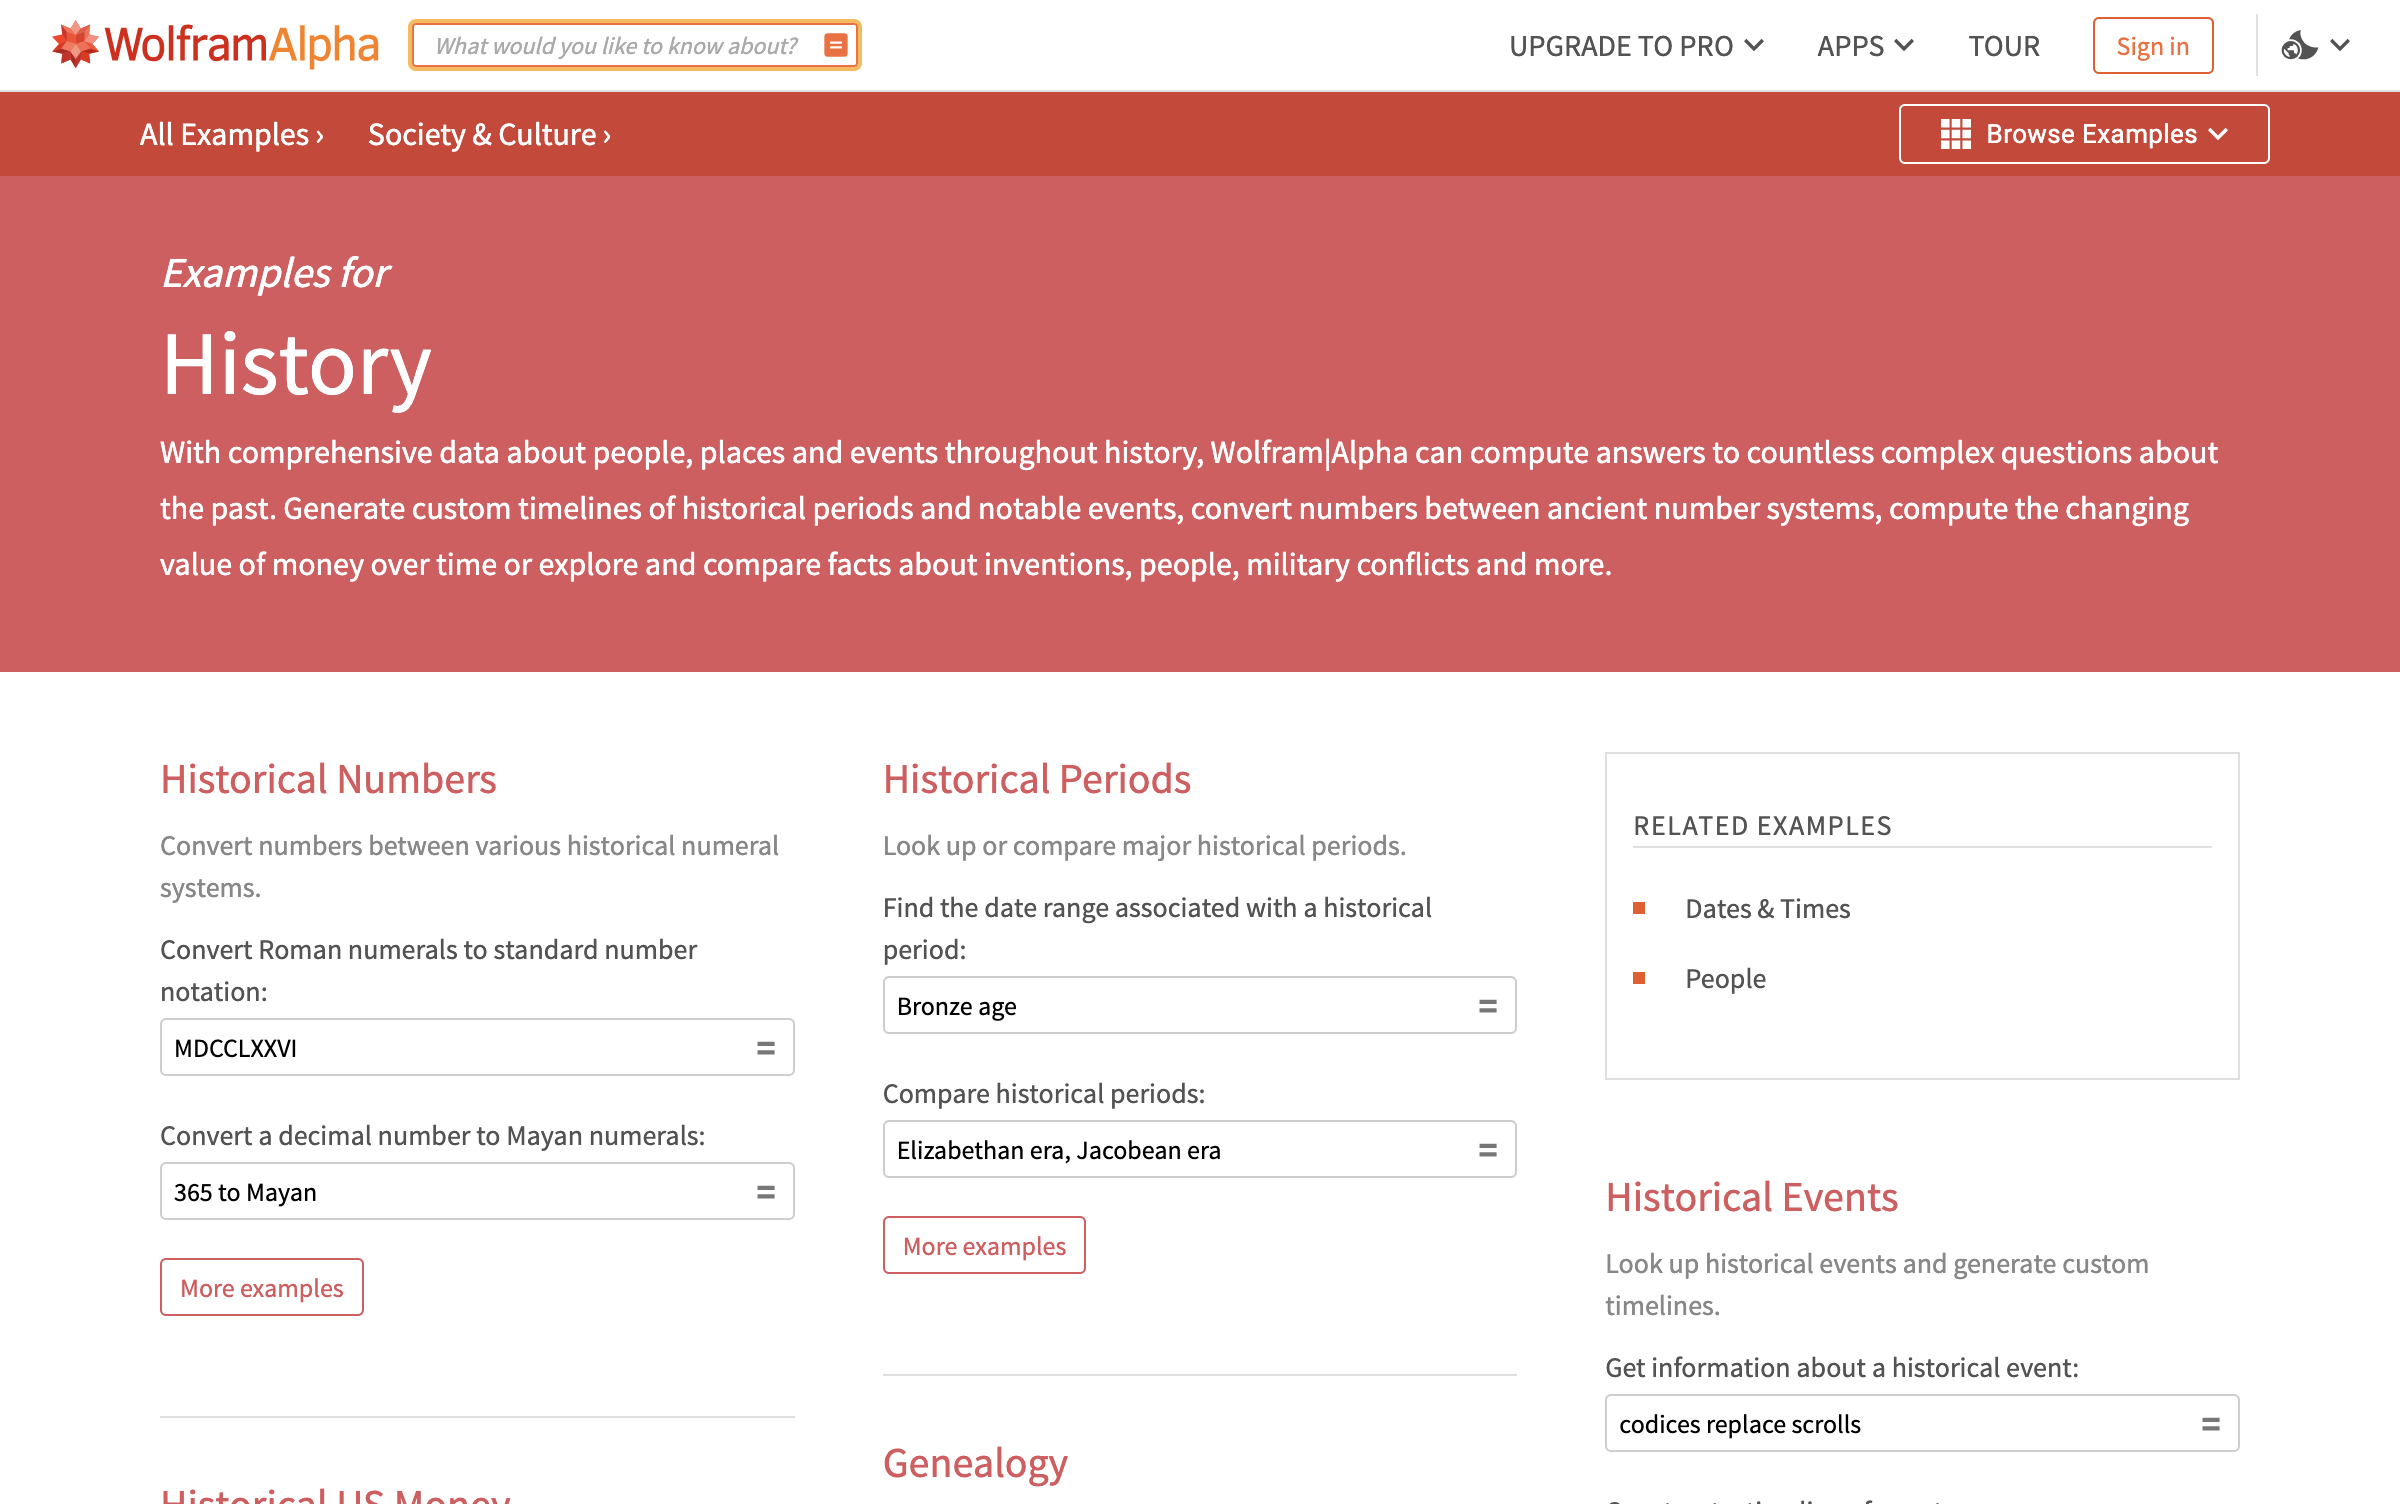 WolframAlpha
What would you like to know about?
UPGRADE TO PRO
APPS
TOUR
Sign in
All Examples ›
Society & Culture ›
Browse Examples
Examples for
History
With comprehensive data about people, places and events throughout history, Wolfram|Alpha can compute answers to countless complex questions about
the past. Generate custom timelines of historical periods and notable events, convert numbers between ancient number systems, compute the changing
value of money over time or explore and compare facts about inventions, people, military conflicts and more.
Historical Numbers
Convert numbers between various historical numeral
systems.
Convert Roman numerals to standard number
notation:
MDCCLXXVI
Convert a decimal number to Mayan numerals:
365 to Mayan
More examples
Historical US Money
Historical Periods
Look up or compare major historical periods.
Find the date range associated with a historical
period:
Bronze age
Compare historical periods:
Elizabethan era, Jacobean era
More examples
Genealogy
RELATED EXAMPLES
Dates & Times
People
Historical Events
Look up historical events and generate custom
timelines.
Get information about a historical event:
codices replace scrolls